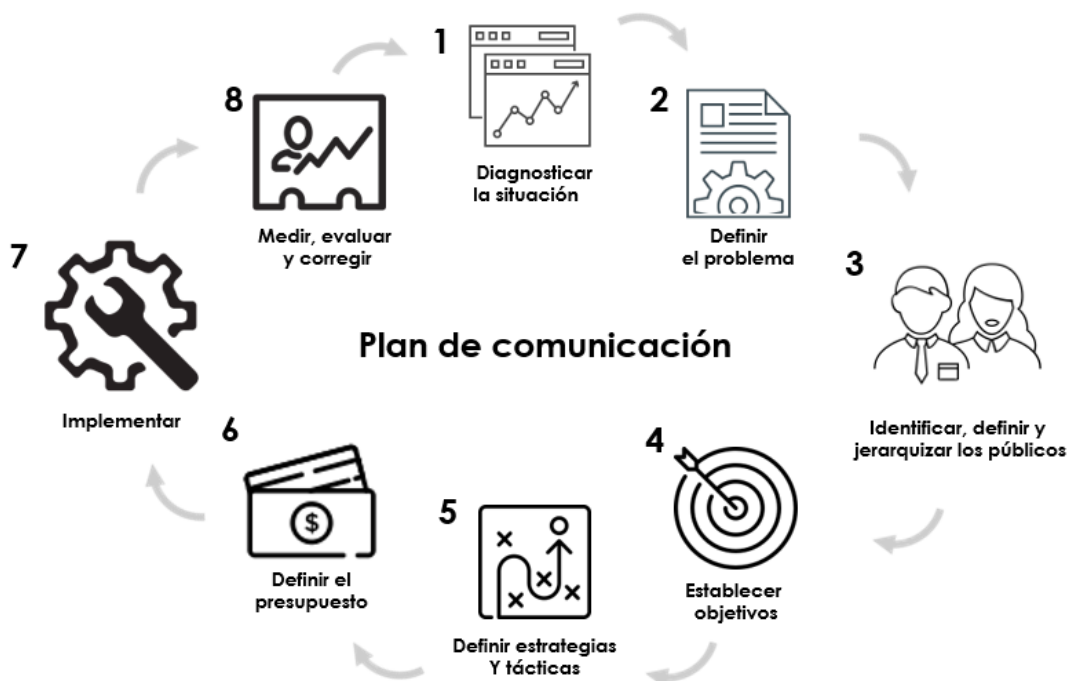 1
Diagnosticar
la situación
2
Definir
el problema
3
Identificar, definir y
jerarquizar los públicos
4
Establecer
objetivos
5
Definir estrategias
Y tácticas
6
$
Definir el
presupuesto
7
Implementar
8
Medir, evaluar
y corregir
Plan de comunicación